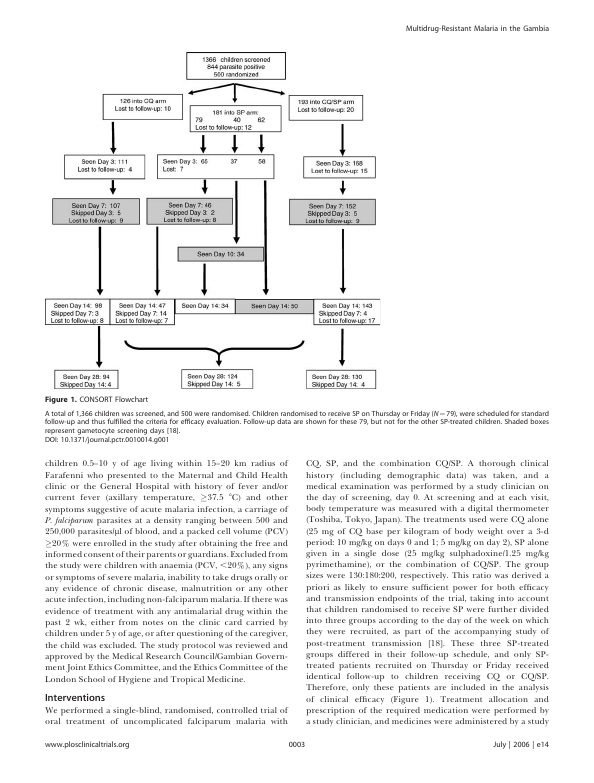 Multidrug-Resistant Malaria in the Gambia
1366 children screened
844 parasite positive
500 randomized
126 into CQ arm
Lost to follow-up: 10
181 into SP arm:
79 40 62
Lost to follow-up: 12
193 into CQ/SP arm
Lost to follow-up: 20
Seen Day 3: 111
Lost to follow-up: 4
Seen Day 3: 66 37 58
Lost: 7
Seen Day 3: 168
Lost to follow-up: 15
Seen Day 7: 107
Skipped Day 3: 5
Lost to follow-up: 9
Seen Day 7: 46
Skipped Day 3: 2
Lost to follow-up: 8
Seen Day 7: 152
Skipped Day 3: 5
Lost to follow-up: 9
Seen Day 10: 34
Seen Day 14: 98
Skipped Day 7: 3
Lost to follow-up: 8
Seen Day 14: 47
Skipped Day 7: 14
Lost to follow-up: 7
Seen Day 14: 34
Seen Day 14: 50
Seen Day 14: 143
Skipped Day 7: 4
Lost to follow-up: 17
Seen Day 28: 94
Skipped Day 14: 4
Seen Day 28: 124
Skipped Day 14: 5
Seen Day 28: 130
Skipped Day 14: 4
Figure 1. CONSORT Flowchart
A total of 1,366 children was screened, and 500 were randomised. Children randomised to receive SP on Thursday or Friday (N = 79), were scheduled for standard
follow-up and thus fulfilled the criteria for efficacy evaluation. Follow-up data are shown for these 79, but not for the other SP-treated children. Shaded boxes
represent gametocyte screening days [18].
DOI: 10.1371/journal.pctr.0010014.g001
children 0.5–10 y of age living within 15–20 km radius of
Farafenni who presented to the Maternal and Child Health
clinic or the General Hospital with history of fever and/or
current fever (axillary temperature, ≥37.5 °C) and other
symptoms suggestive of acute malaria infection, a carriage of
P. falciparum parasites at a density ranging between 500 and
250,000 parasites/μl of blood, and a packed cell volume (PCV)
≥20% were enrolled in the study after obtaining the free and
informed consent of their parents or guardians. Excluded from
the study were children with anaemia (PCV, <20%), any signs
or symptoms of severe malaria, inability to take drugs orally or
any evidence of chronic disease, malnutrition or any other
acute infection, including non-falciparum malaria. If there was
evidence of treatment with any antimalarial drug within the
past 2 wk, either from notes on the clinic card carried by
children under 5 y of age, or after questioning of the caregiver,
the child was excluded. The study protocol was reviewed and
approved by the Medical Research Council/Gambian Govern-
ment Joint Ethics Committee, and the Ethics Committee of the
London School of Hygiene and Tropical Medicine.
Interventions
We performed a single-blind, randomised, controlled trial of
oral treatment of uncomplicated falciparum malaria with
CQ, SP, and the combination CQ/SP. A thorough clinical
history (including demographic data) was taken, and a
medical examination was performed by a study clinician on
the day of screening, day 0. At screening and at each visit,
body temperature was measured with a digital thermometer
(Toshiba, Tokyo, Japan). The treatments used were CQ alone
(25 mg of CQ base per kilogram of body weight over a 3-d
period: 10 mg/kg on days 0 and 1; 5 mg/kg on day 2), SP alone
given in a single dose (25 mg/kg sulphadoxine/1.25 mg/kg
pyrimethamine), or the combination of CQ/SP. The group
sizes were 130:180:200, respectively. This ratio was derived a
priori as likely to ensure sufficient power for both efficacy
and transmission endpoints of the trial, taking into account
that children randomised to receive SP were further divided
into three groups according to the day of the week on which
they were recruited, as part of the accompanying study of
post-treatment transmission [18]. These three SP-treated
groups differed in their follow-up schedule, and only SP-
treated patients recruited on Thursday or Friday received
identical follow-up to children receiving CQ or CQ/SP.
Therefore, only these patients are included in the analysis
of clinical efficacy (Figure 1). Treatment allocation and
prescription of the required medication were performed by
a study clinician, and medicines were administered by a study
www.plosclinicaltrials.org 0003 July | 2006 | e14